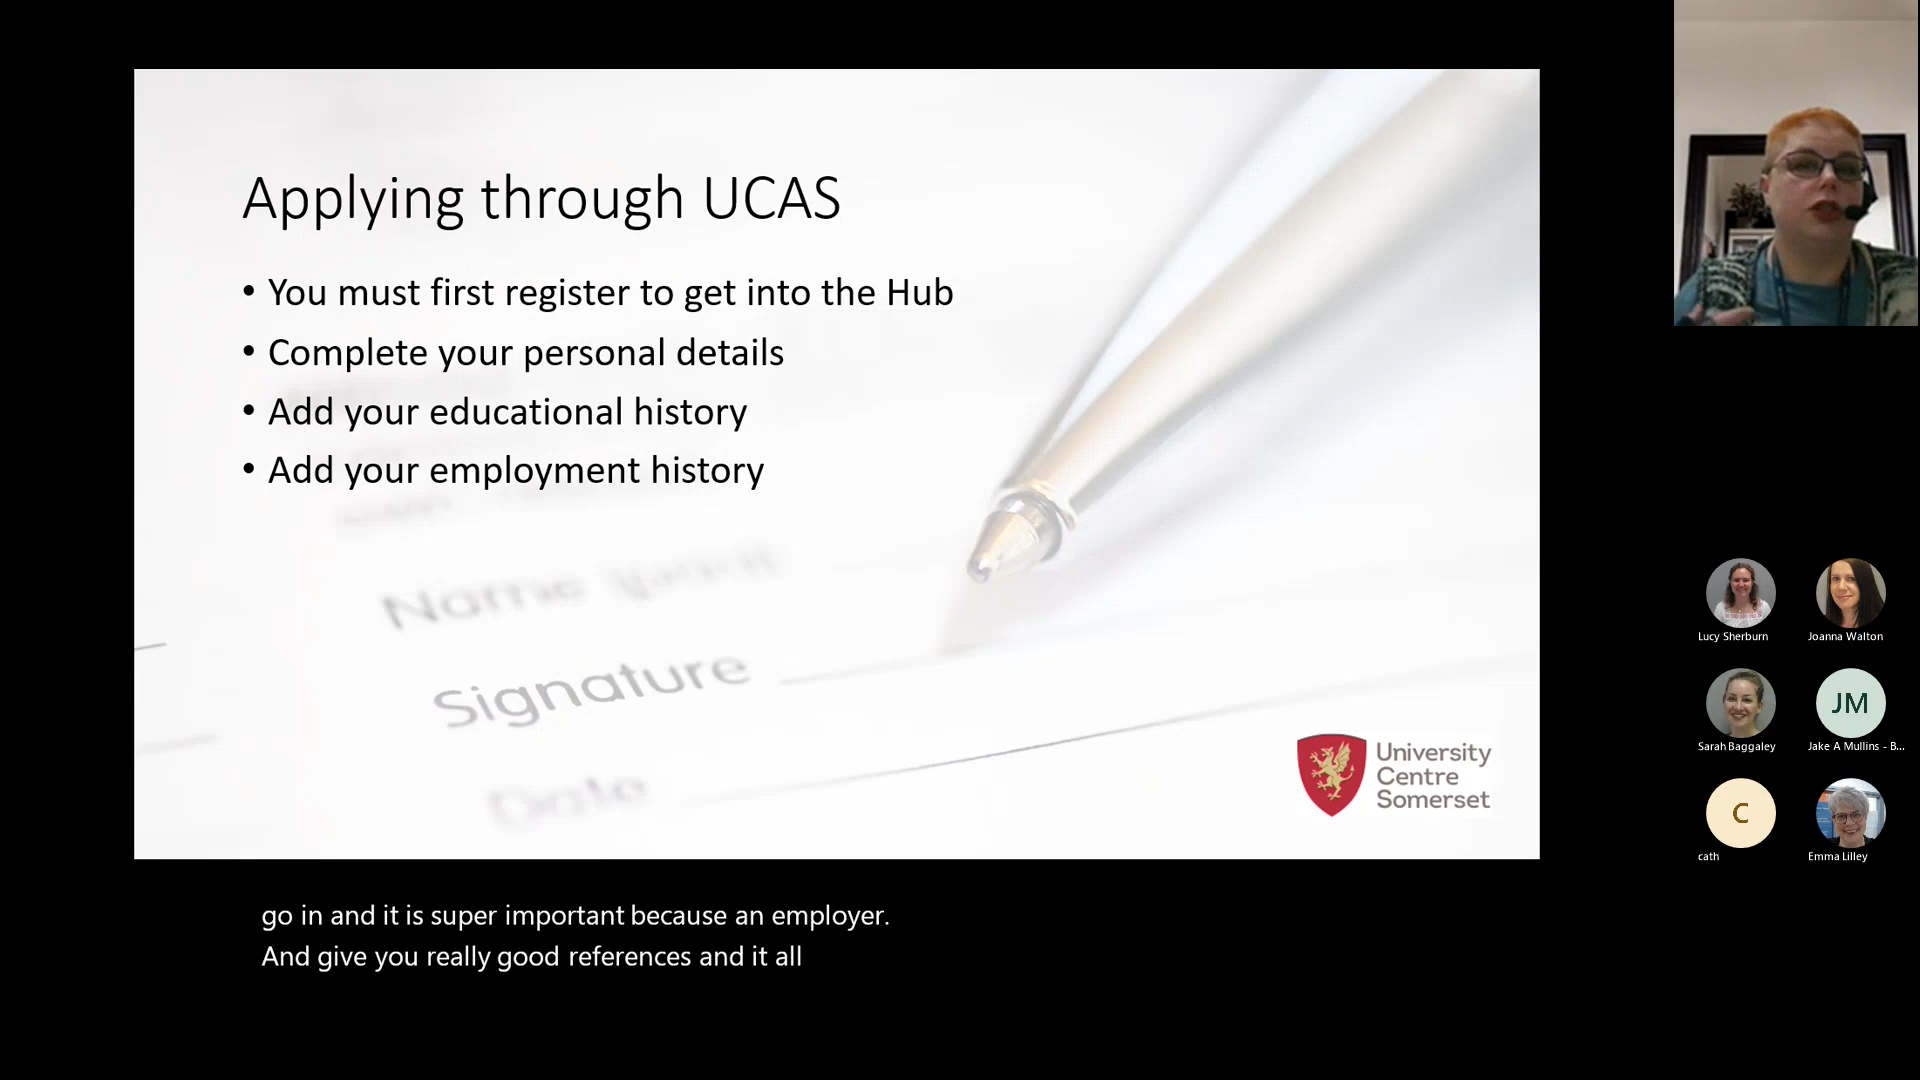 Applying through UCAS
• You must first register to get into the Hub
• Complete your personal details
• Add your educational history
• Add your employment history
Name
Signature
Date
University
Centre
Somerset
go in and it is super important because an employer.
And give you really good references and it all
Lucy Sherburn
Joanna Walton
JM
Sarah Baggaley
Jake A Mullins - B...
C
cath
Emma Lilley